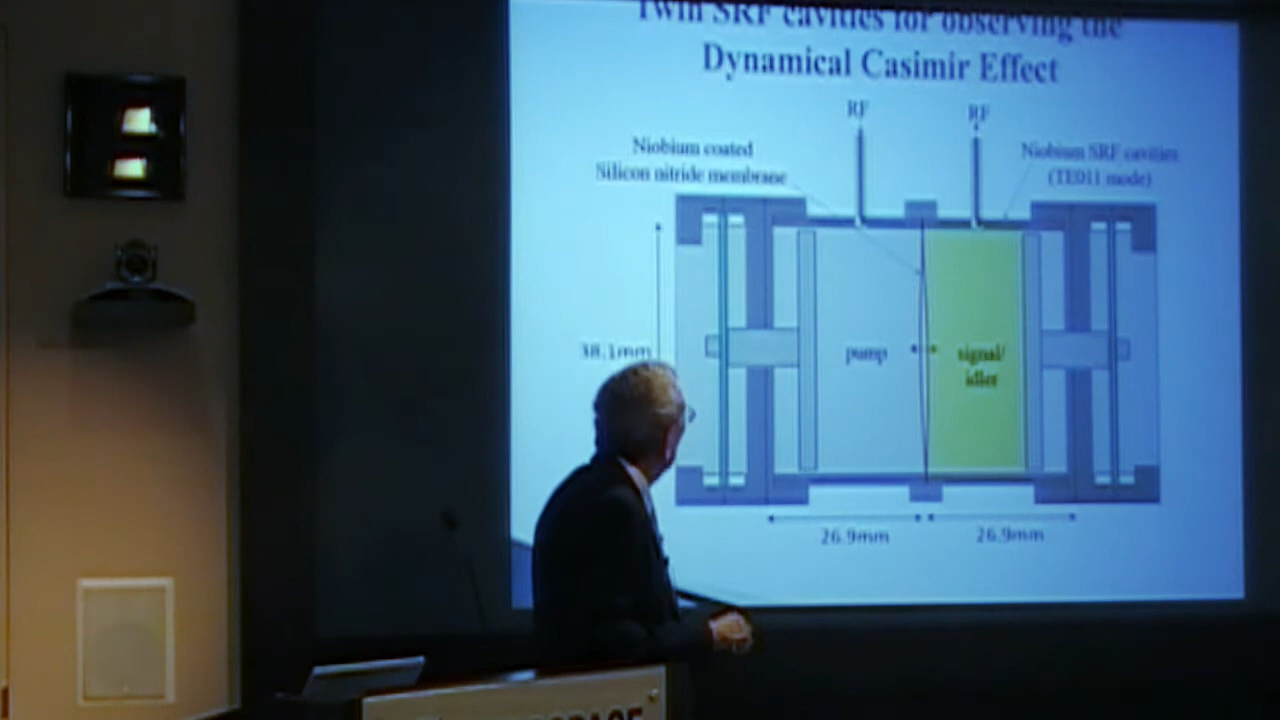 Twin SRF cavities for observing the
Dynamical Casimir Effect
RF
RF
Niobium coated
Silicon nitride membrane
Niobium SRF cavities
(TE011 mode)
38.1mm
pump
signal/
idler
26.9mm
26.9mm